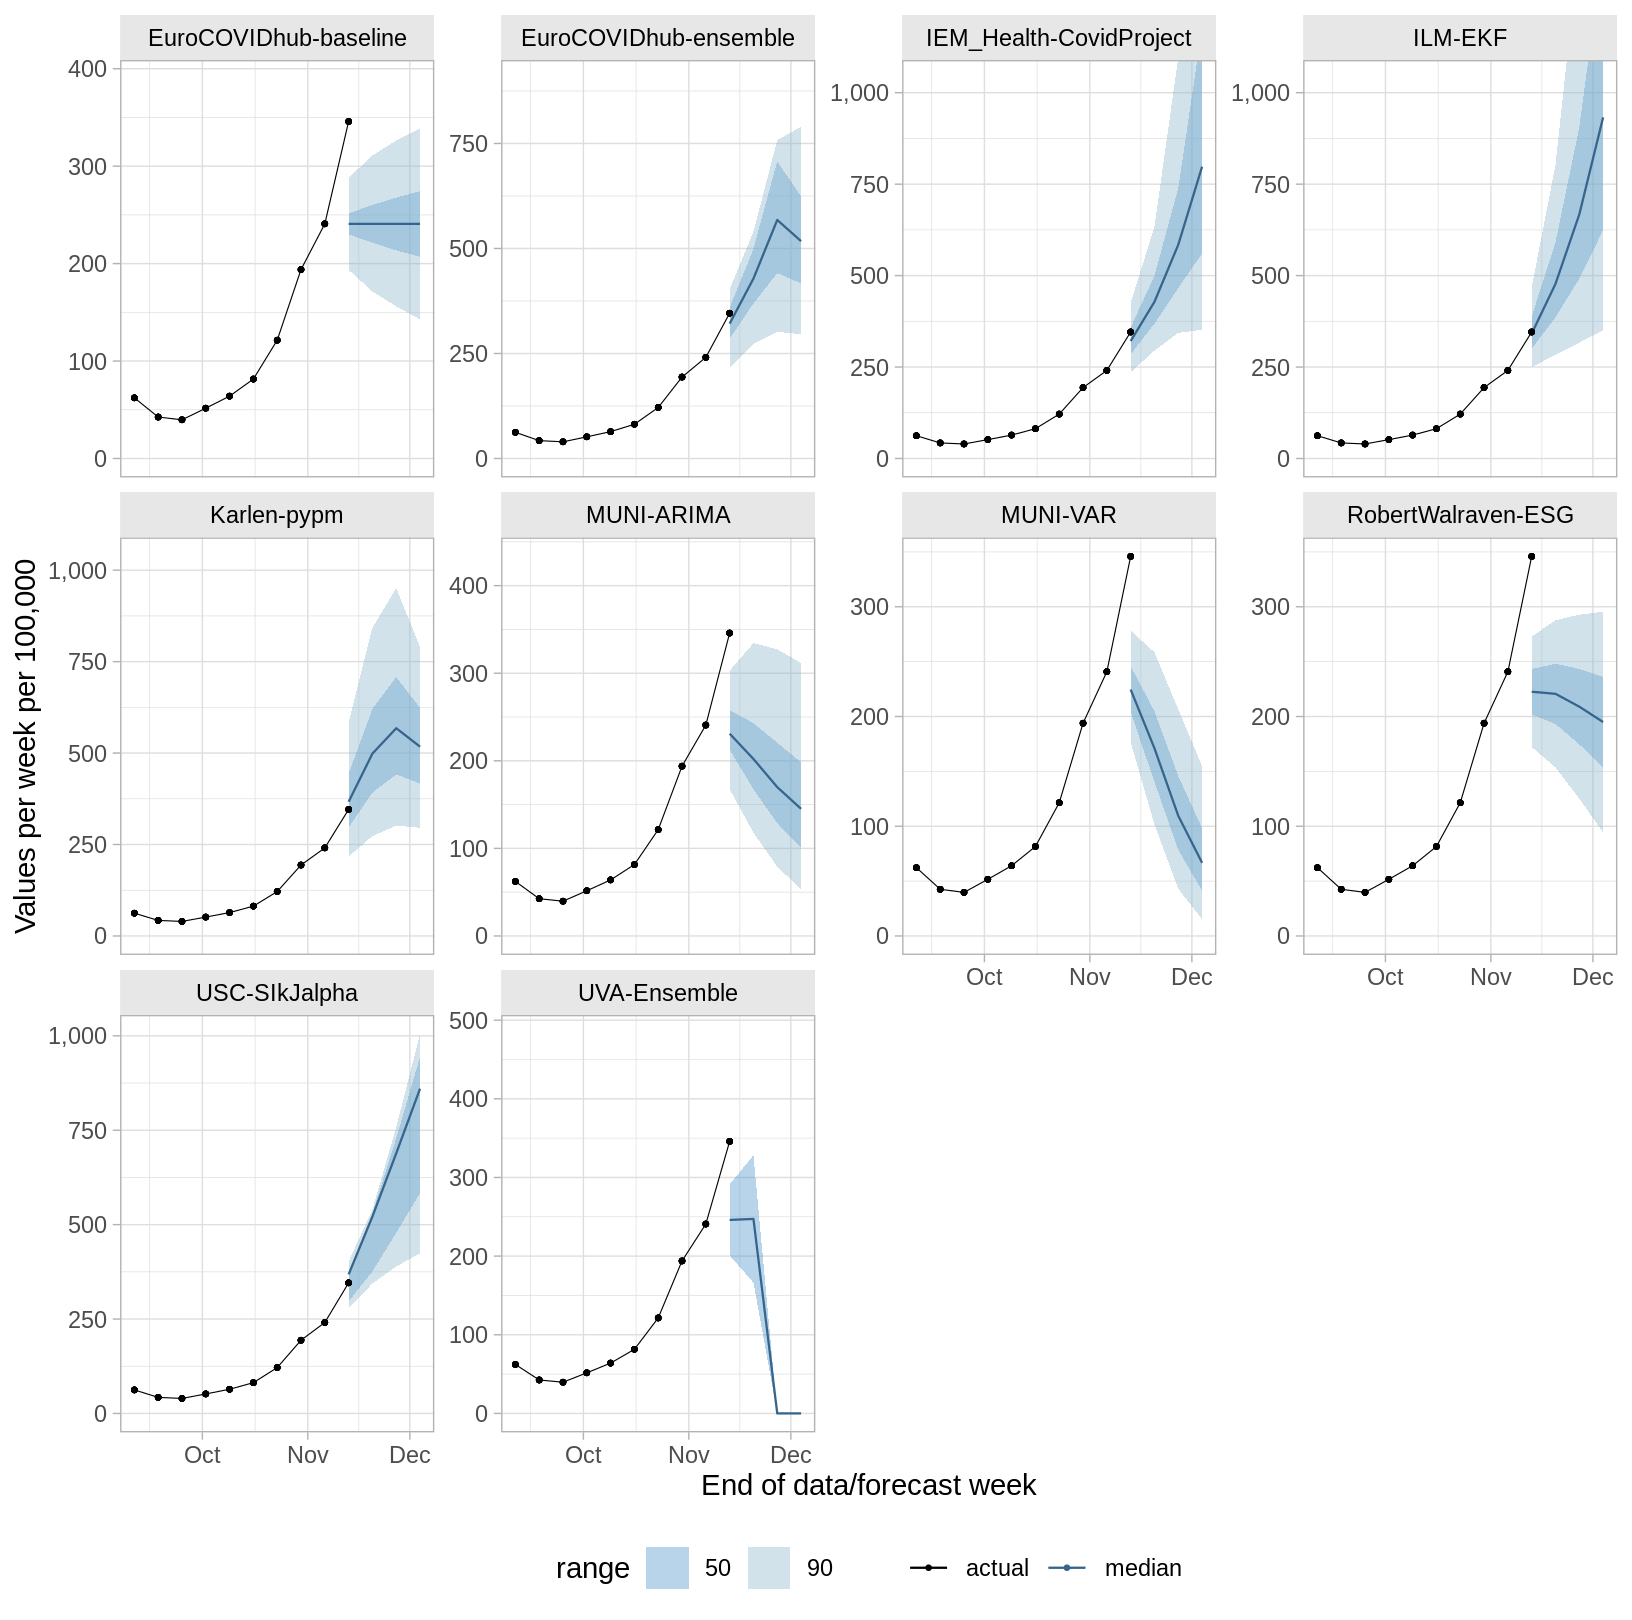 EuroCOVIDhub-baseline
EuroCOVIDhub-ensemble
IEM_Health-CovidProject
ILM-EKF
400
300
200
100
0
750
500
250
0
1,000
750
500
250
0
1,000
750
500
250
0
Karlen-pypm
MUNI-ARIMA
MUNI-VAR
RobertWalraven-ESG
Values per week per 100,000
1,000
750
500
250
0
400
300
200
100
0
300
200
100
0
300
200
100
0
Oct Nov Dec
Oct Nov Dec
USC-SIkJalpha
UVA-Ensemble
1,000
750
500
250
0
500
400
300
200
100
0
Oct Nov Dec
Oct Nov Dec
End of data/forecast week
range 50 90 actual median